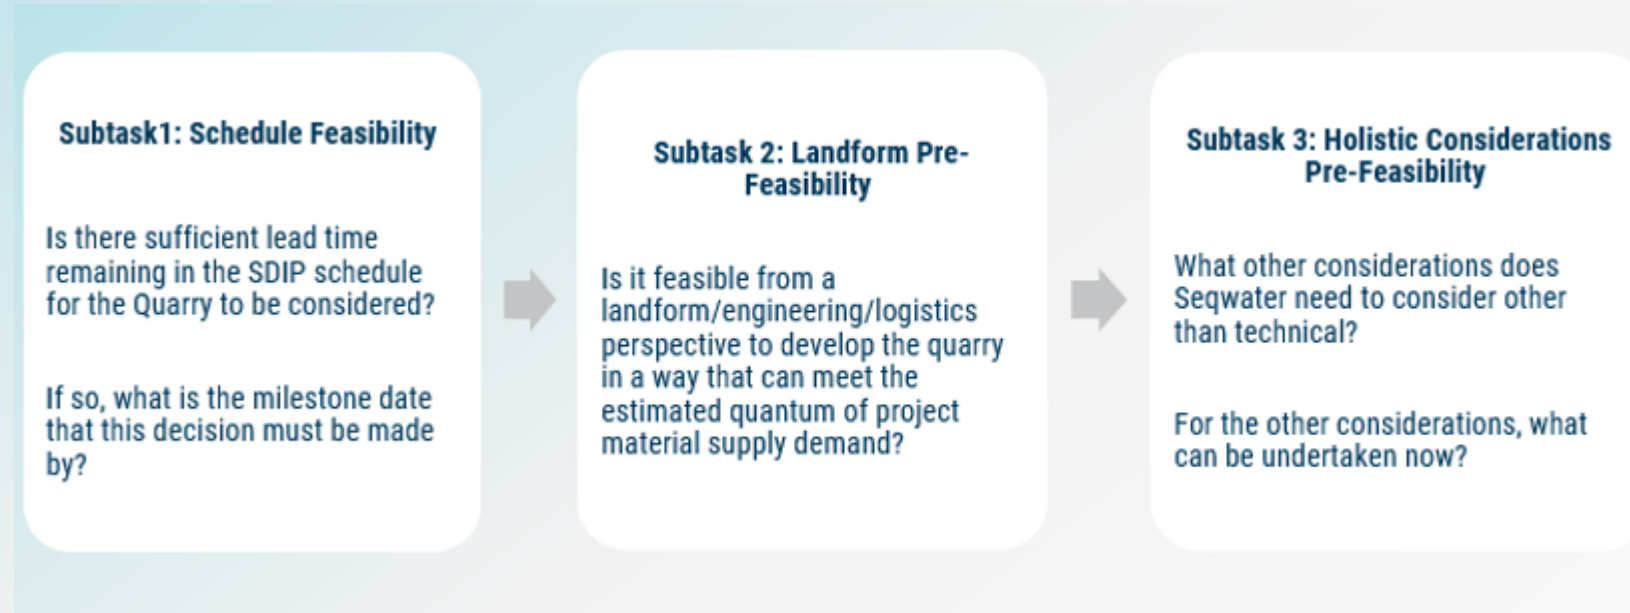 Subtask1: Schedule Feasibility
Is there sufficient lead time
remaining in the SDIP schedule
for the Quarry to be considered?
If so, what is the milestone date
that this decision must be made
by?
Subtask 2: Landform Pre-
Feasibility
Is it feasible from a
landform/engineering/logistics
perspective to develop the quarry
in a way that can meet the
estimated quantum of project
material supply demand?
Subtask 3: Holistic Considerations
Pre-Feasibility
What other considerations does
Seqwater need to consider other
than technical?
For the other considerations, what
can be undertaken now?